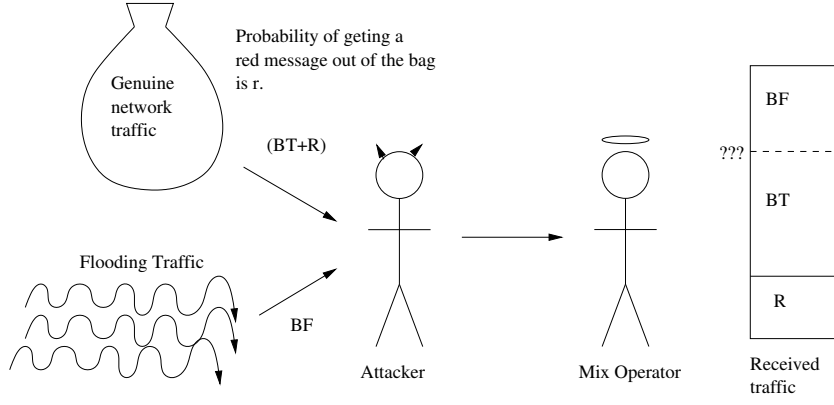 Probability of geting a
red message out of the bag
is r.
Genuine
network
traffic
(BT+R)
BF
???
BT
Flooding Traffic
R
BF
Attacker
Mix Operator
Received
traffic